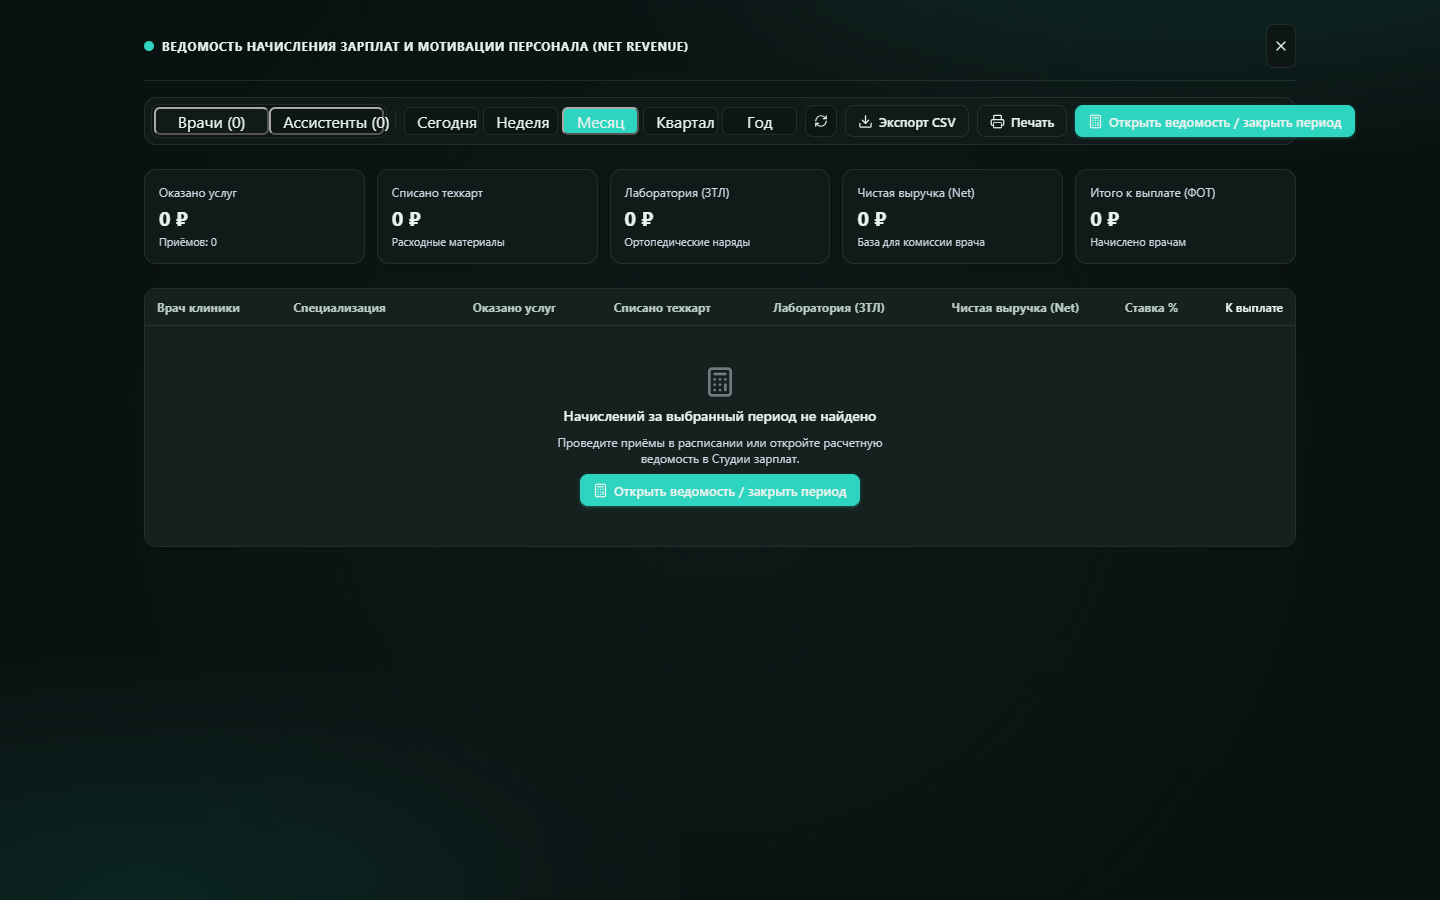 ВЕДОМОСТЬ НАЧИСЛЕНИЯ ЗАРПЛАТ И МОТИВАЦИИ ПЕРСОНАЛА (NET REVENUE)
Врачи (0) Ассистенты (0) Сегодня Неделя Месяц Квартал Год Экспорт CSV Печать Открыть ведомость / закрыть период
Оказано услуг
0 ₽
Приёмов: 0
Списано техкарт
0 ₽
Расходные материалы
Лаборатория (ЗТЛ)
0 ₽
Ортопедические наряды
Чистая выручка (Net)
0 ₽
База для комиссии врача
Итого к выплате (ФОТ)
0 ₽
Начислено врачам
Врач клиники Специализация Оказано услуг Списано техкарт Лаборатория (ЗТЛ) Чистая выручка (Net) Ставка % К выплате
Начислений за выбранный период не найдено
Проведите приёмы в расписании или откройте расчетную
ведомость в Студии зарплат.
Открыть ведомость / закрыть период